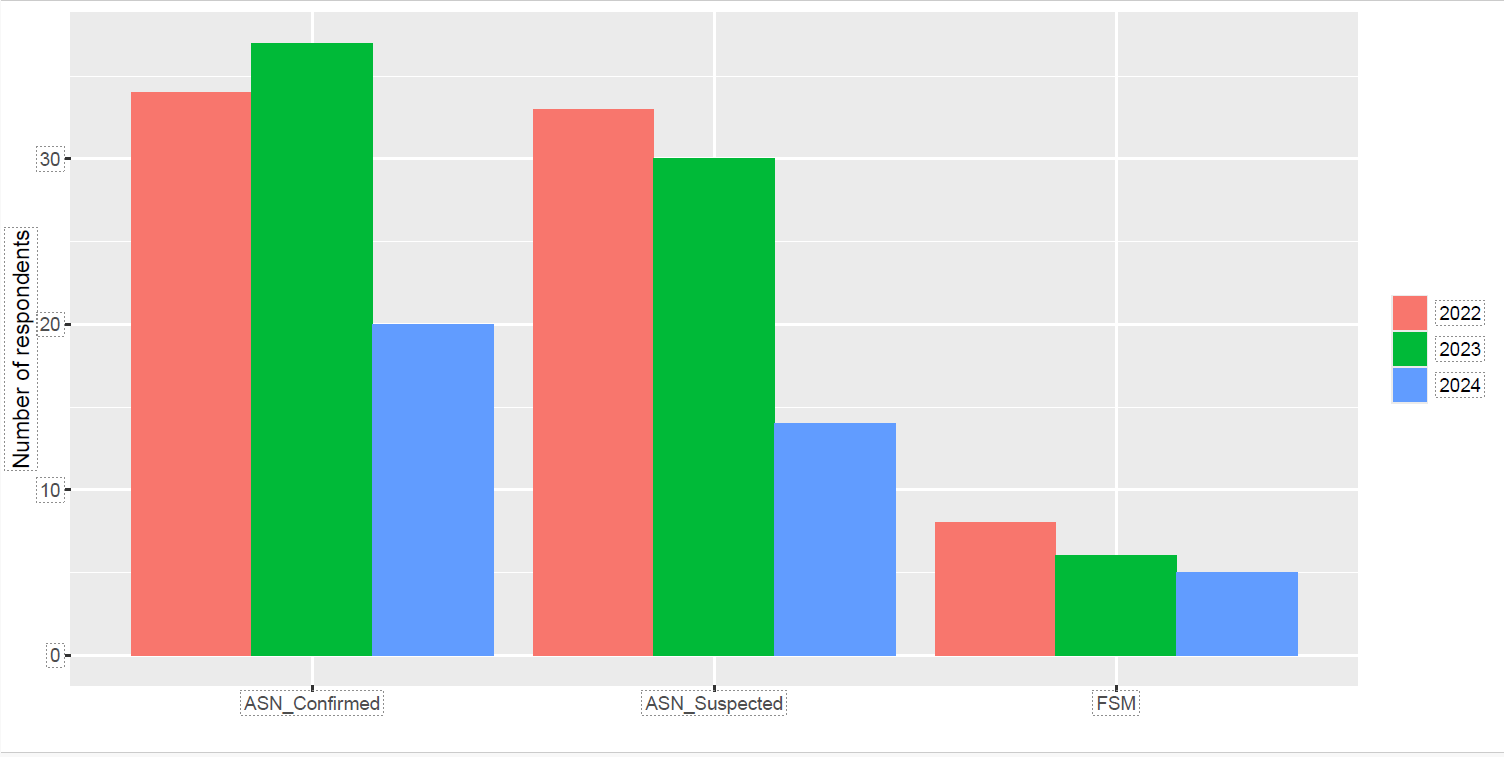 Number of respondents
30
20
10
0
ASN_Confirmed
ASN_Suspected
FSM
2022
2023
2024